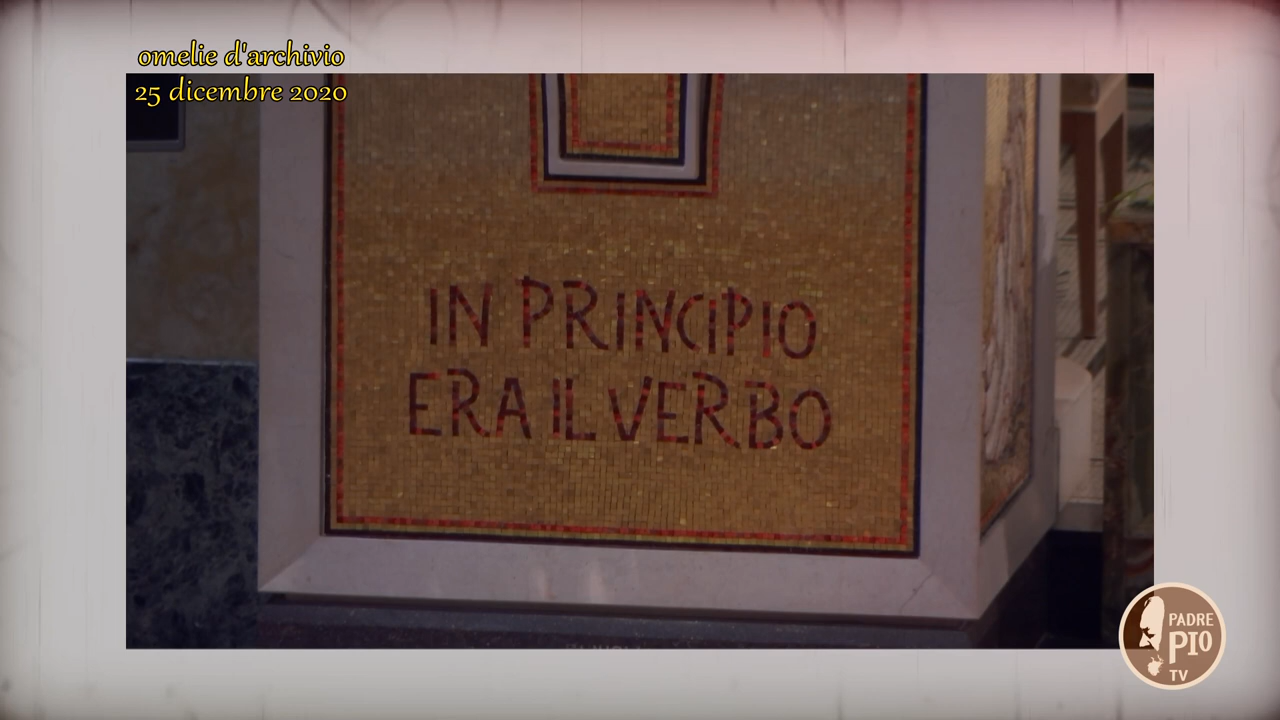 omelie d'archivio
25 dicembre 2020
IN PRINCIPIO
ERA IL VERBO
PADRE
PIO
TV